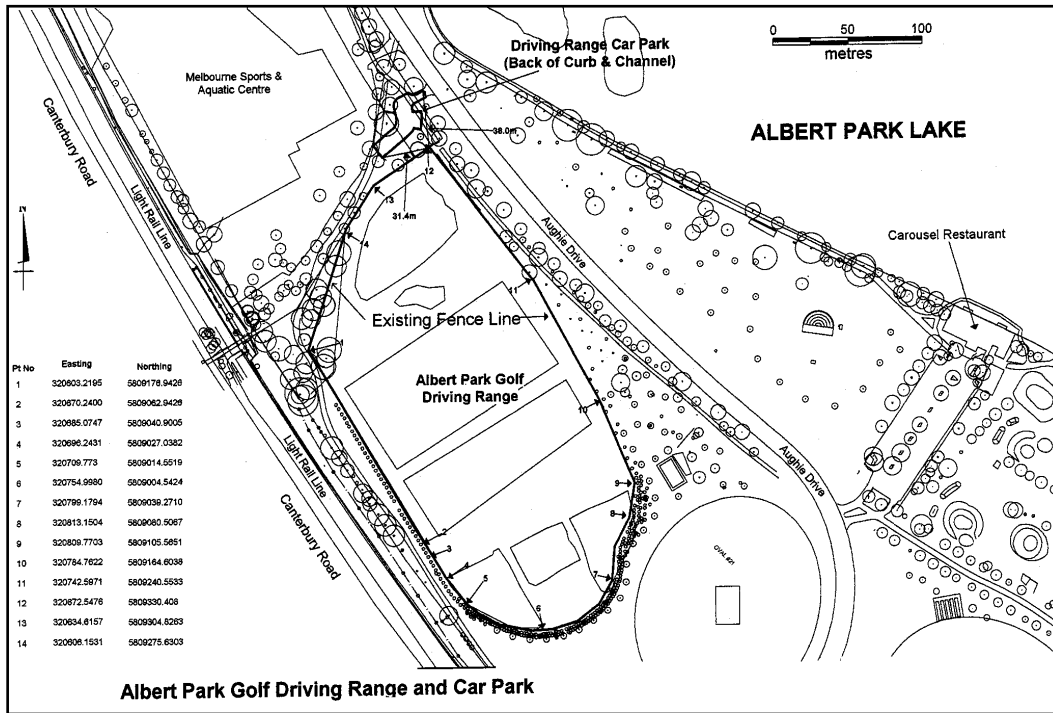 0 50 100
metres
Driving Range Car Park
(Back of Curb & Channel)
Melbourne Sports &
Aquatic Centre
38.0m
ALBERT PARK LAKE
Canterbury Road
Light Rail Line
N
12
13
31.4m
4
Aughie Drive
Carousel Restaurant
11
Existing Fence Line
1
Albert Park Golf
Driving Range
10
Aughie Drive
Light Rail Line
Canterbury Road
9
8
2
3
4
5
6
7
OVAL #21
Pt No Easting Northing
1 320603.2195 5809176.9426
2 320670.2400 5809062.9426
3 320685.0747 5809040.9005
4 320696.2431 5809027.0382
5 320709.773 5809014.5519
6 320754.9980 5809004.5424
7 320799.1794 5809039.2710
8 320813.1504 5809080.5067
9 320809.7703 5809105.5651
10 320784.7622 5809164.6038
11 320742.5971 5809240.5533
12 320672.5476 5809330.408
13 320634.6157 5809304.8263
14 320606.1531 5809275.6303
Albert Park Golf Driving Range and Car Park